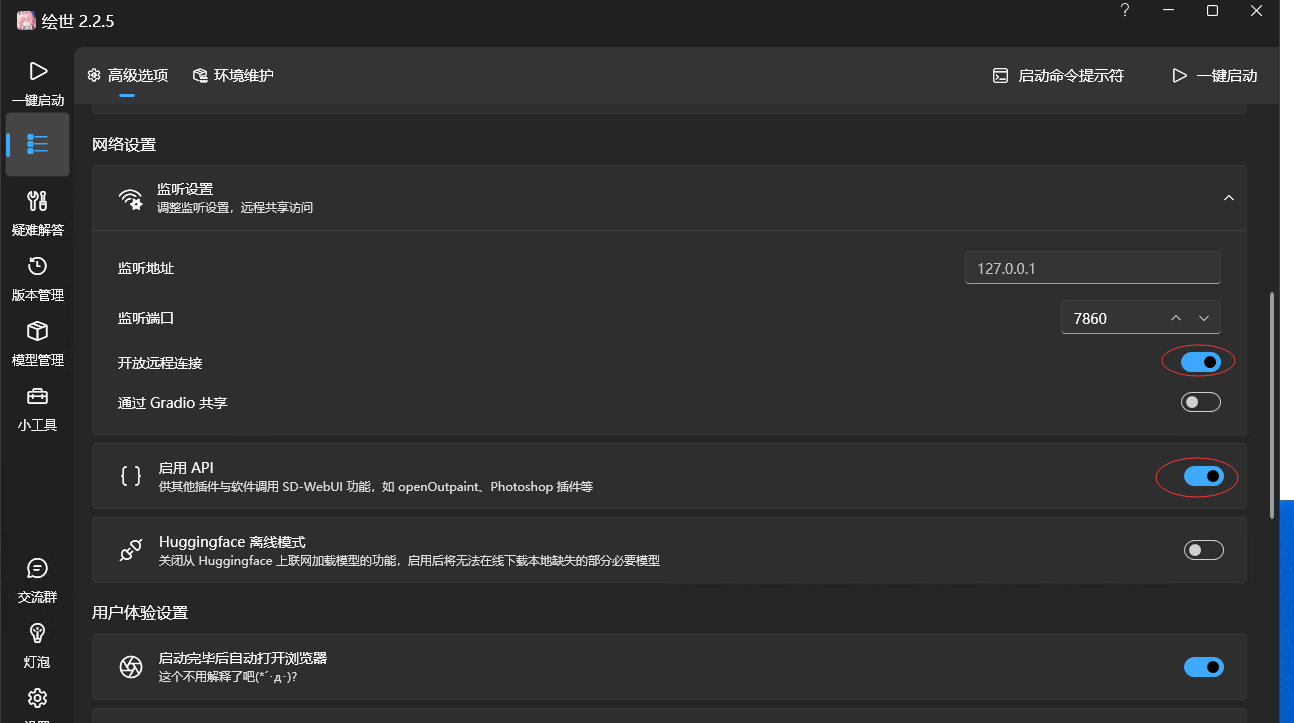 绘世 2.2.5
高级选项
环境维护
启动命令提示符
一键启动
一键启动
疑难解答
版本管理
模型管理
小工具
交流群
灯泡
网络设置
监听设置
调整监听设置，远程共享访问
监听地址
127.0.0.1
监听端口
7860
开放远程连接
通过 Gradio 共享
启用 API
供其他插件与软件调用 SD-WebUI 功能，如 openOutpaint、Photoshop 插件等
Huggingface 离线模式
关闭从 Huggingface 上联网加载模型的功能，启用后将无法在线下载本地缺失的部分必要模型
用户体验设置
启动完毕后自动打开浏览器
这个不用解释了吧(*´·д·)?